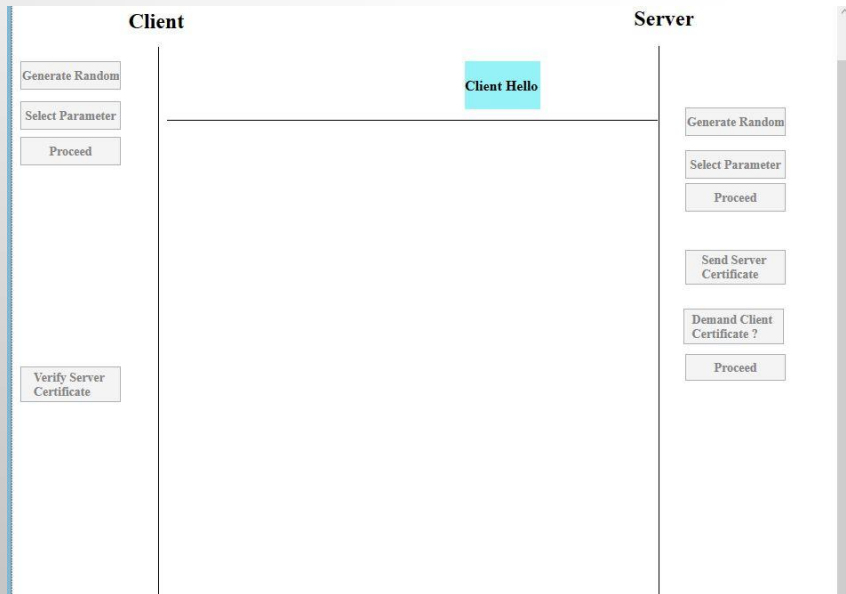 Client
Server
Generate Random
Client Hello
Select Parameter
Generate Random
Proceed
Select Parameter
Proceed
Send Server
Certificate
Demand Client
Certificate ?
Proceed
Verify Server
Certificate